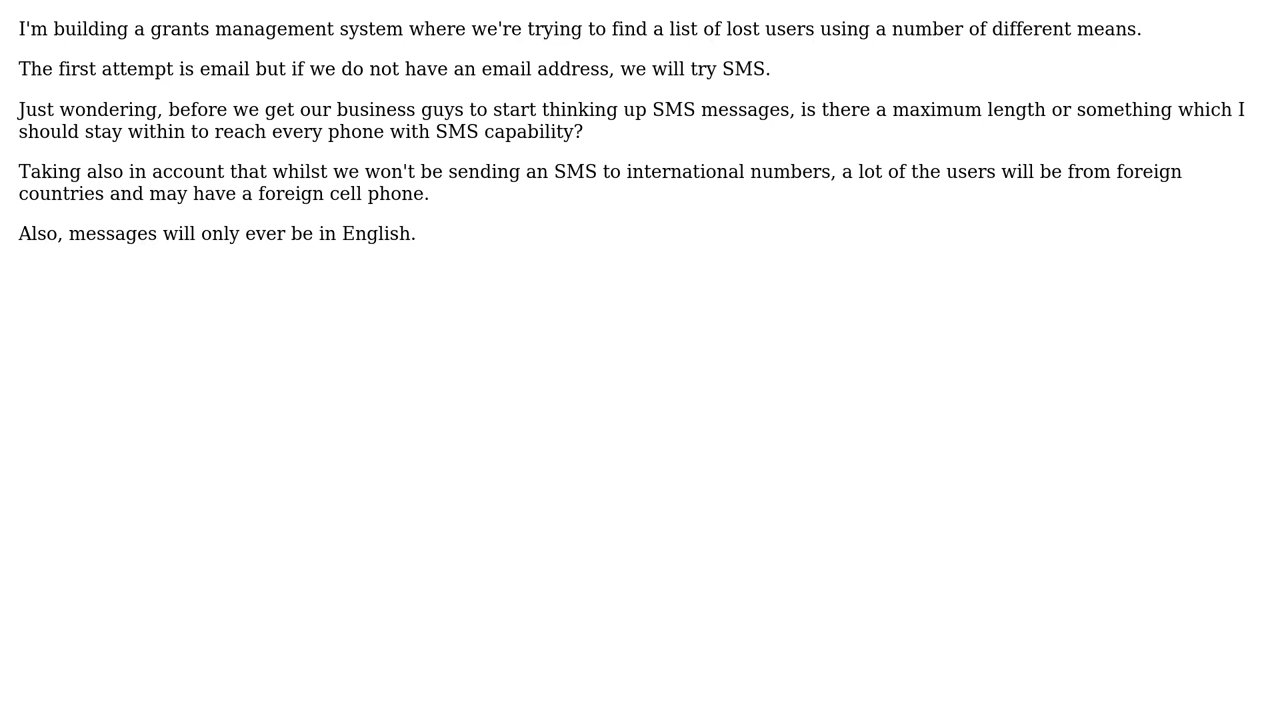 I'm building a grants management system where we're trying to find a list of lost users using a number of different means.
The first attempt is email but if we do not have an email address, we will try SMS.
Just wondering, before we get our business guys to start thinking up SMS messages, is there a maximum length or something which I
should stay within to reach every phone with SMS capability?
Taking also in account that whilst we won't be sending an SMS to international numbers, a lot of the users will be from foreign
countries and may have a foreign cell phone.
Also, messages will only ever be in English.